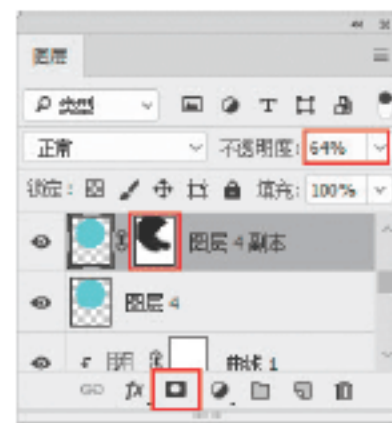 图层
类型
正常 不透明度: 64%
锁定: 填充: 100%
图层 4 副本
图层 4
曲线 1
fx